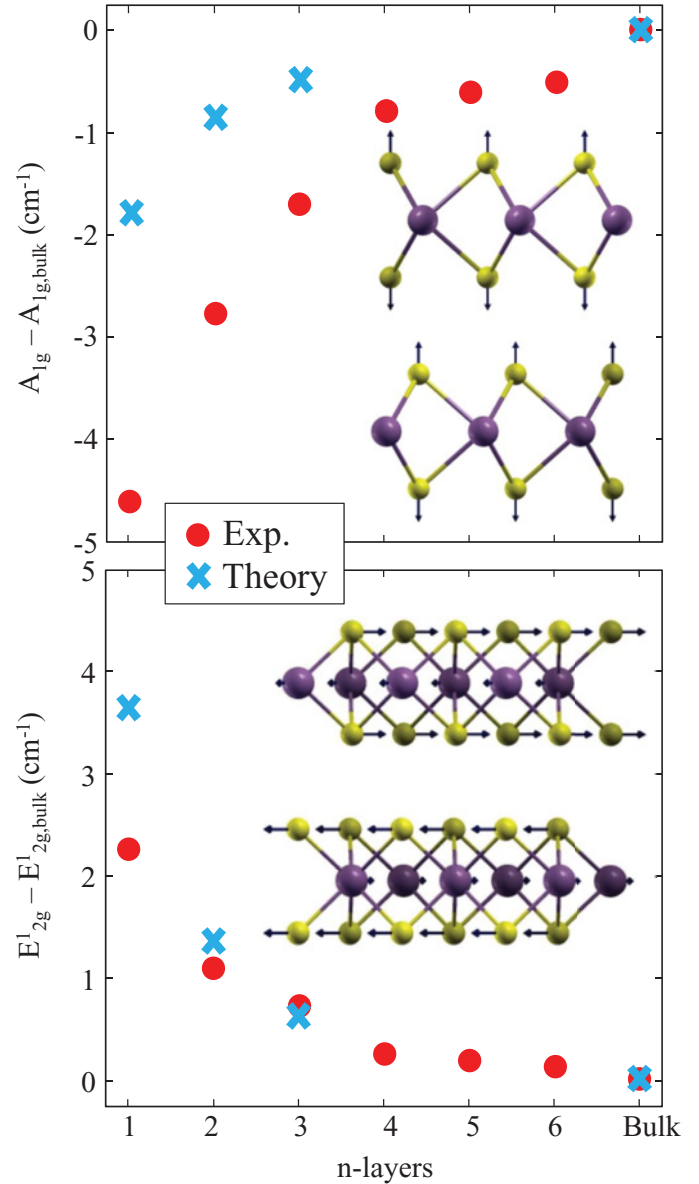 0
-1
-2
-3
-4
-5
A1g – A1g,bulk (cm-1)
Exp.
Theory
5
4
3
2
1
0
E12g – E12g,bulk (cm-1)
1 2 3 4 5 6 Bulk
n-layers